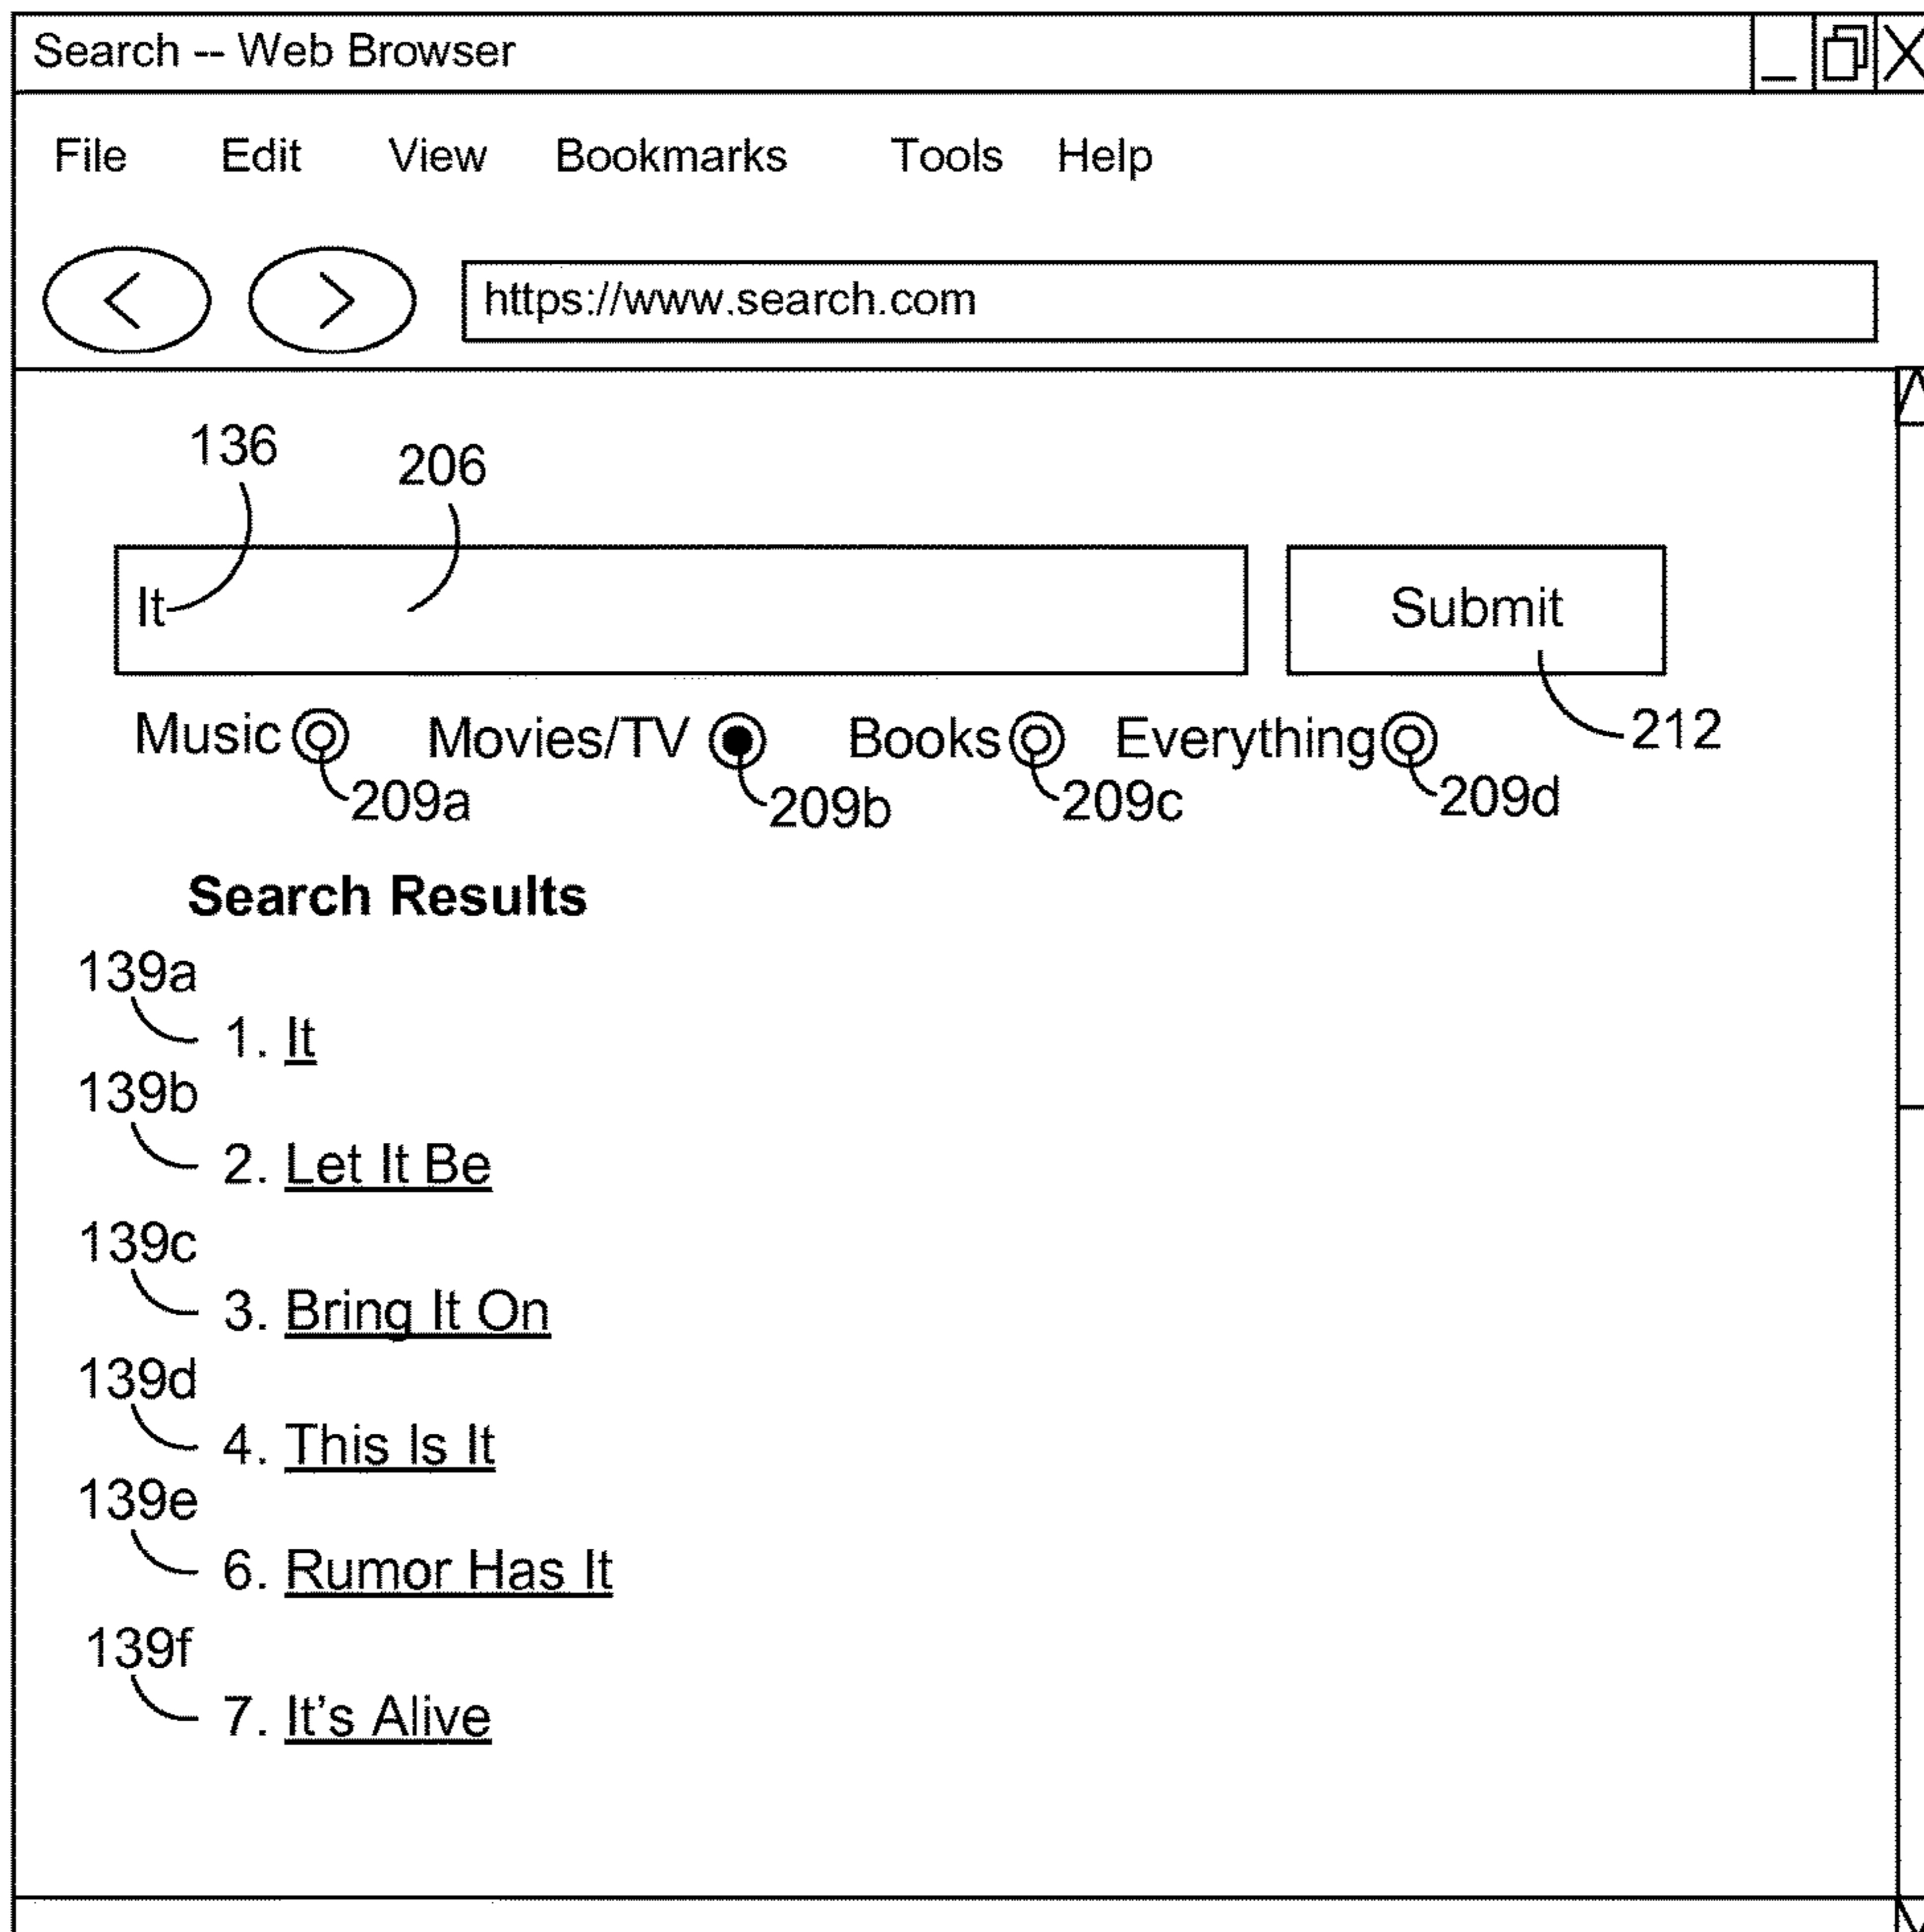 Search -- Web Browser
File Edit View Bookmarks Tools Help
https://www.search.com
136 206
It Submit
Music Movies/TV Books Everything 212
209a 209b 209c 209d
Search Results
139a
1. It
139b
2. Let It Be
139c
3. Bring It On
139d
4. This Is It
139e
6. Rumor Has It
139f
7. It's Alive